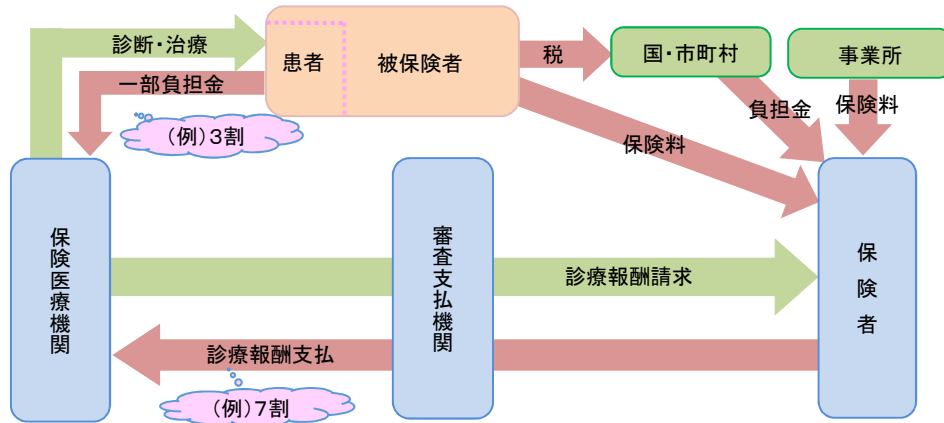 診断・治療
患者
被保険者
税
国・市町村
事業所
一部負担金
負担金
保険料
(例)3割
保険料
保険医療機関
審査支払機関
保険者
診療報酬請求
診療報酬支払
(例)7割